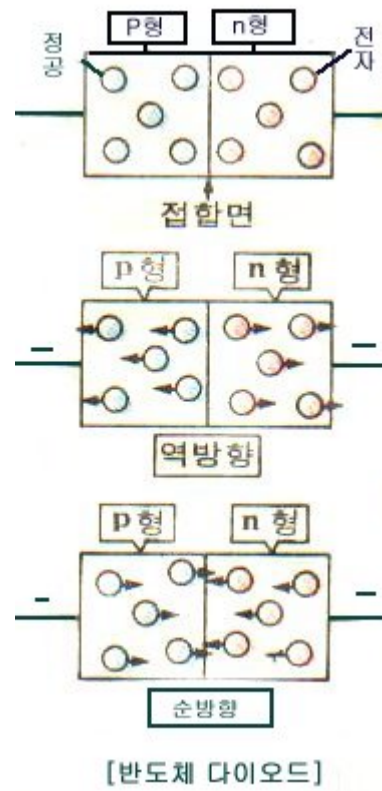 P형 n형
정공 전자
접합면
p형 n형
- -
역방향
p형 n형
- -
순방향
[반도체 다이오드]